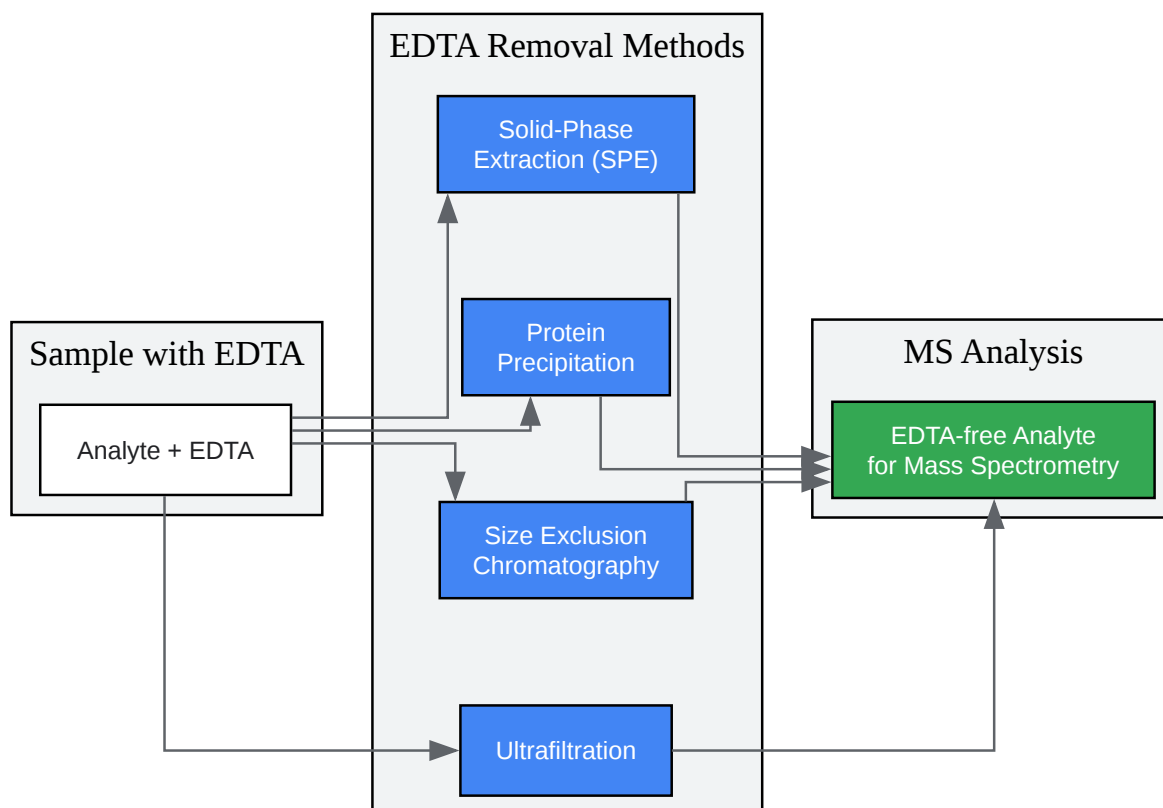 EDTA Removal Methods
Solid-Phase
Extraction (SPE)
Protein
Precipitation
Sample with EDTA
Analyte + EDTA
Size Exclusion
Chromatography
Ultrafiltration
MS Analysis
EDTA-free Analyte
for Mass Spectrometry